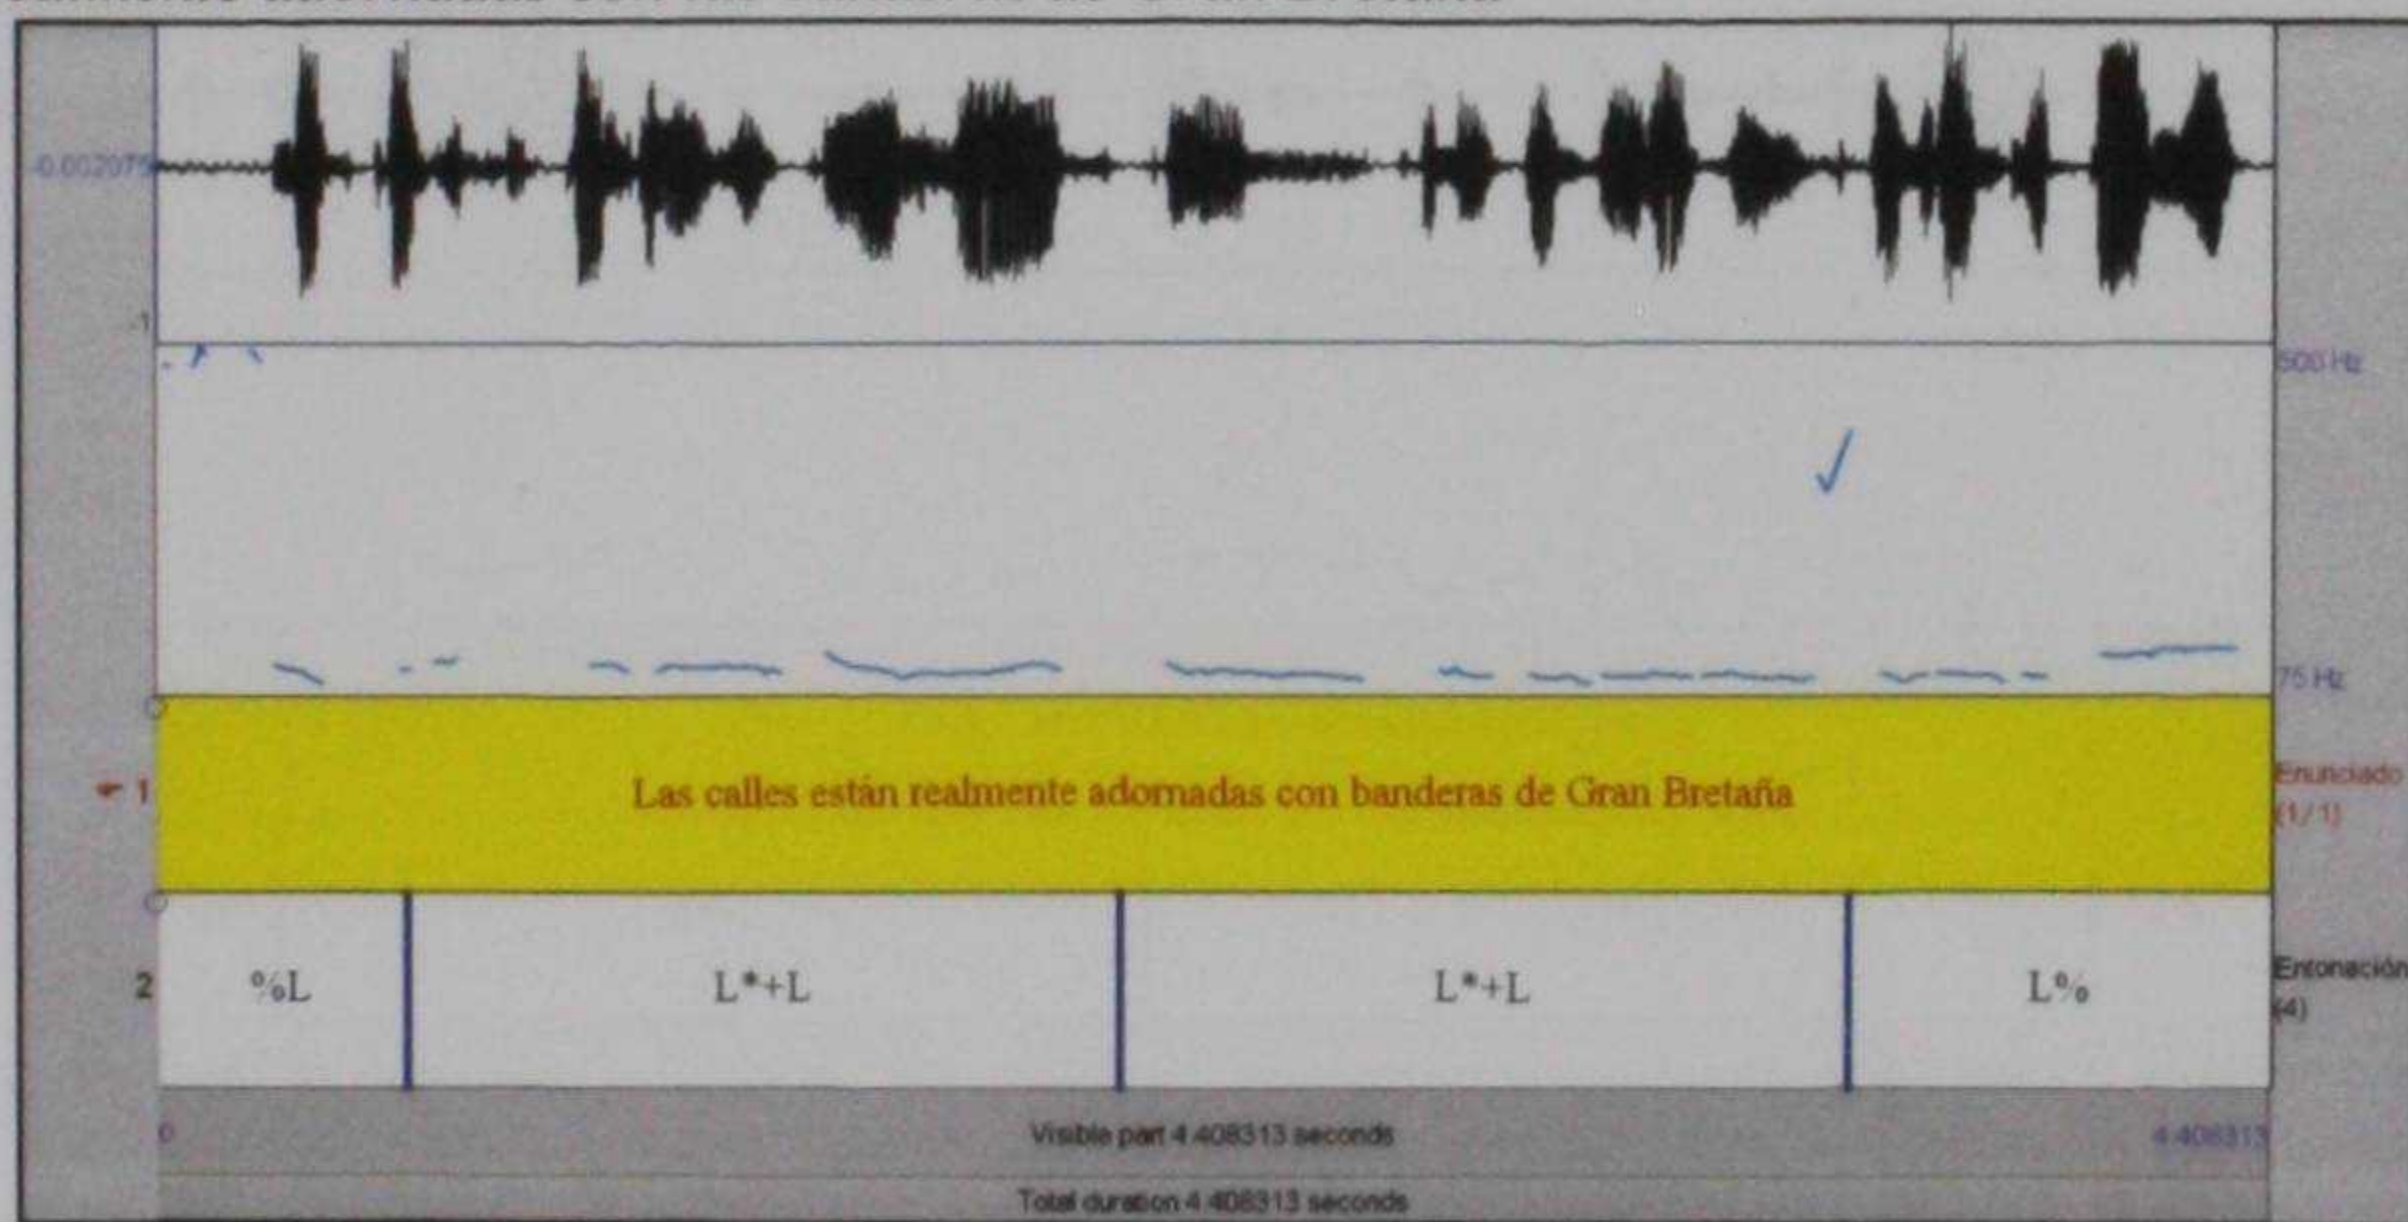 -0.002075
-1
500 Hz
75 Hz
1
Las calles están realmente adornadas con banderas de Gran Bretaña
Enunciado
(1/1)
2
%L
L*+L
L*+L
L%
Entonación
(4)
0
Visible part 4.408313 seconds
4.408313
Total duration 4.408313 seconds